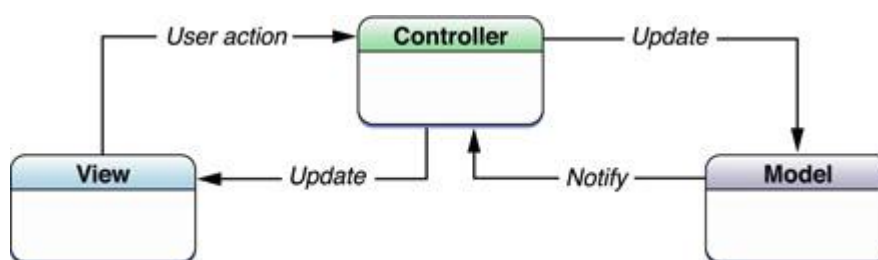 User action
Controller
Update
View
Update
Notify
Model